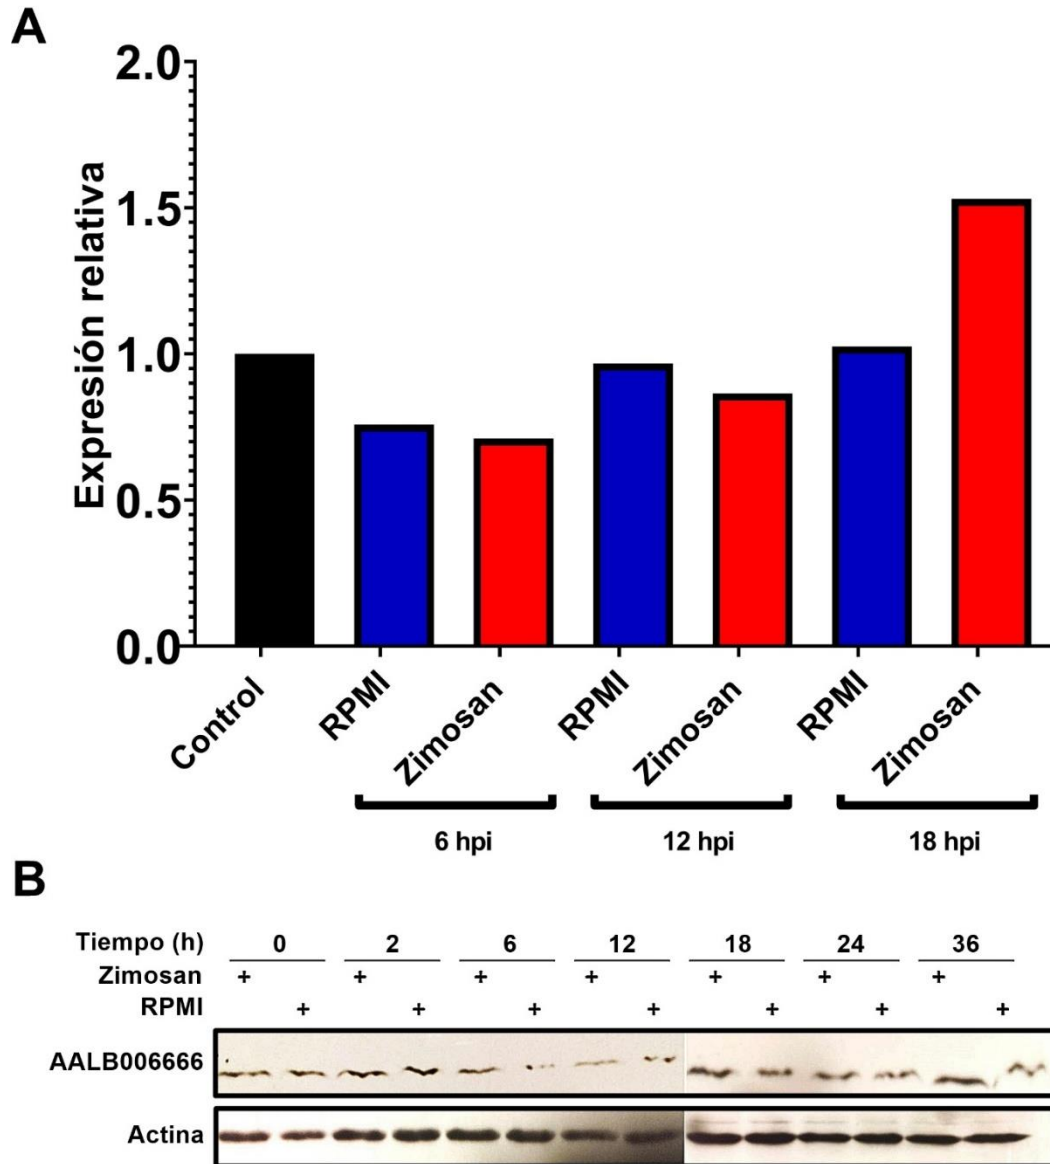 A
2.0
1.5
1.0
0.5
0.0
Expresión relativa
Control
RPMI
Zimosan
RPMI
Zimosan
RPMI
Zimosan
6 hpi 12 hpi 18 hpi
B
Tiempo (h) 0 2 6 12 18 24 36
Zimosan + + + + + + +
RPMI + + + + + + +
AALB006666
Actina